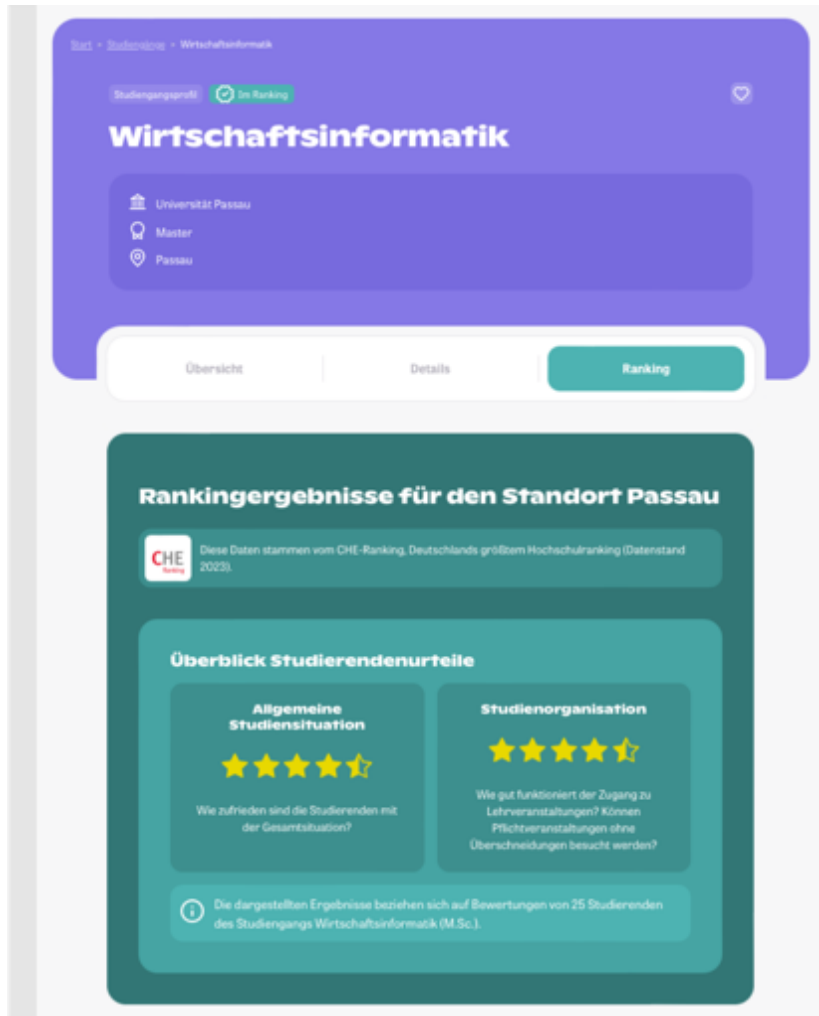 Start • Studiengänge • Wirtschaftsinformatik
Studiengangsprofil Im Ranking
Wirtschaftsinformatik
Universität Passau
Master
Passau
Übersicht Details Ranking
Rankingergebnisse für den Standort Passau
CHE
Ranking
Diese Daten stammen vom CHE-Ranking, Deutschlands größtem Hochschulranking (Datenstand
2023).
Überblick Studierendenurteile
Allgemeine
Studiensituation
Wie zufrieden sind die Studierenden mit
der Gesamtsituation?
Studienorganisation
Wie gut funktioniert der Zugang zu
Lehrveranstaltungen? Können
Pflichtveranstaltungen ohne
Überschneidungen besucht werden?
Die dargestellten Ergebnisse beziehen sich auf Bewertungen von 25 Studierenden
des Studiengangs Wirtschaftsinformatik (M.Sc.).